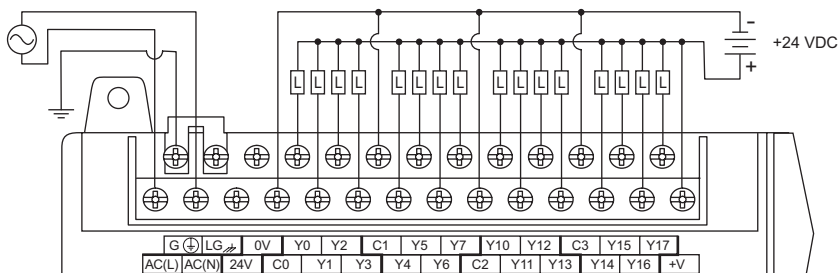 -
+24 VDC
+
L L L L L L L L L L L L L L L L
G LG 0V Y0 Y2 C1 Y5 Y7 Y10 Y12 C3 Y15 Y17
AC(L) AC(N) 24V C0 Y1 Y3 Y4 Y6 C2 Y11 Y13 Y14 Y16 +V